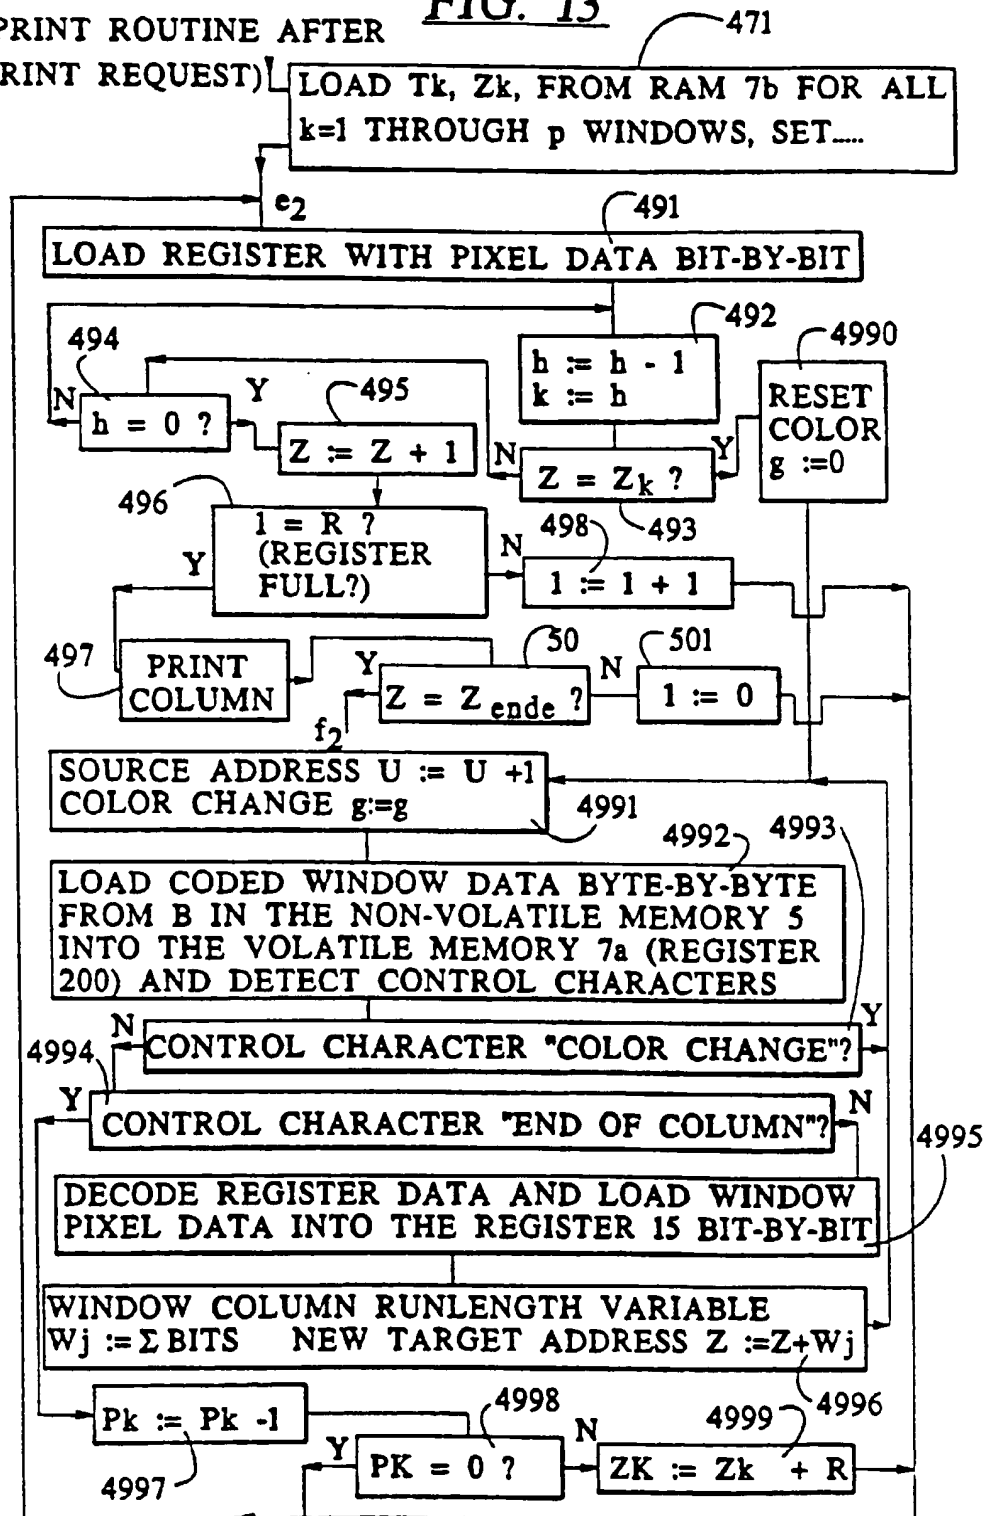 FIG. 13
PRINT ROUTINE AFTER
RINT REQUEST)
471
LOAD Tk, Zk, FROM RAM 7b FOR ALL
k=1 THROUGH p WINDOWS, SET.....
e2
491
LOAD REGISTER WITH PIXEL DATA BIT-BY-BIT
492
h := h - 1
k := h
4990
RESET
COLOR
g :=0
494
N
h = 0 ?
Y
495
Z := Z + 1
N
Z = Zk ?
Y
493
496
1 = R ?
(REGISTER
FULL?)
Y
N
498
1 := 1 + 1
497
PRINT
COLUMN
Y
50
Z = Z ende ?
N
501
1 := 0
f2
SOURCE ADDRESS U := U +1
COLOR CHANGE g:=g
4991
4992
4993
LOAD CODED WINDOW DATA BYTE-BY-BYTE
FROM B IN THE NON-VOLATILE MEMORY 5
INTO THE VOLATILE MEMORY 7a (REGISTER
200) AND DETECT CONTROL CHARACTERS
N
CONTROL CHARACTER "COLOR CHANGE"?
Y
4994
Y
CONTROL CHARACTER "END OF COLUMN"?
N
4995
DECODE REGISTER DATA AND LOAD WINDOW
PIXEL DATA INTO THE REGISTER 15 BIT-BY-BIT
WINDOW COLUMN RUNLENGTH VARIABLE
Wj := Σ BITS NEW TARGET ADDRESS Z :=Z+Wj
4996
Pk := Pk -1
4997
4998
Y
PK = 0 ?
N
4999
ZK := Zk + R